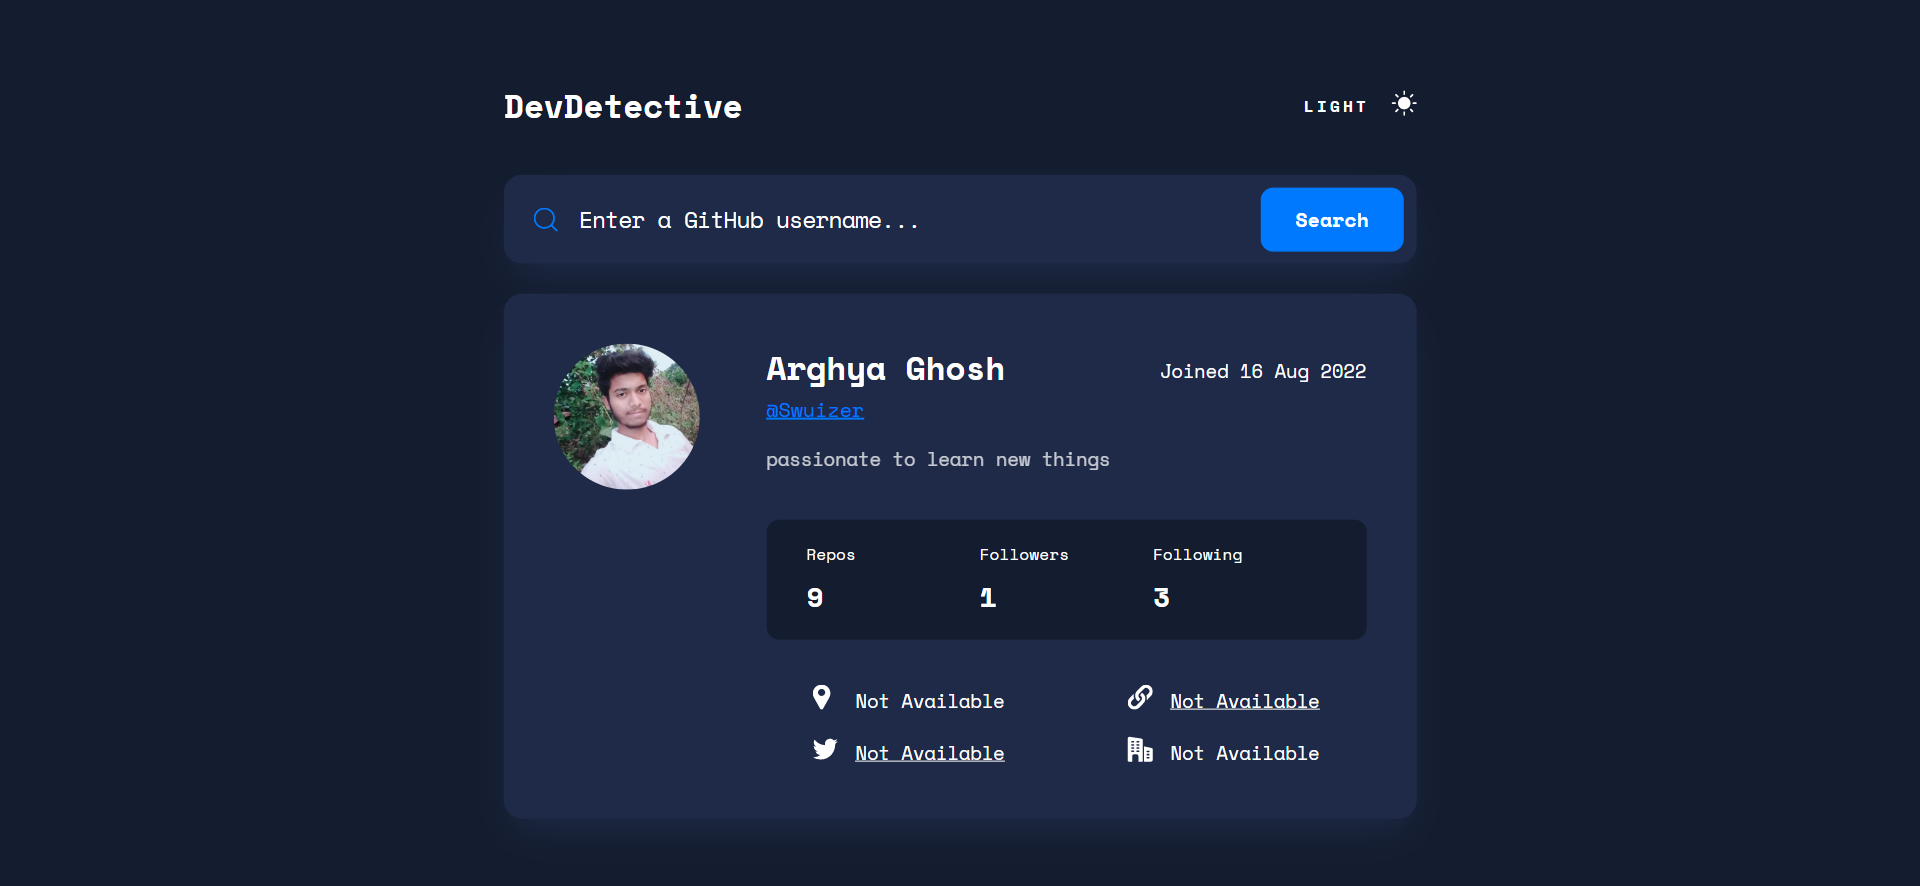 DevDetective
LIGHT
Enter a GitHub username...
Search
Arghya Ghosh
Joined 16 Aug 2022
@Swuizer
passionate to learn new things
Repos Followers Following
9 1 3
Not Available Not Available
Not Available Not Available